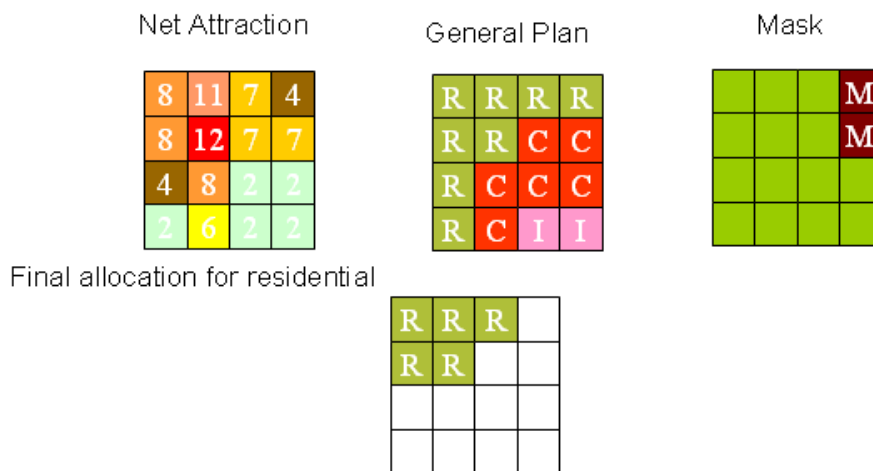 Net Attraction General Plan Mask
8 11 7 4 R R R R M
8 12 7 7 R R C C M
4 8 2 2 R C C C
2 6 2 2 R C I I
Final allocation for residential
R R R
R R